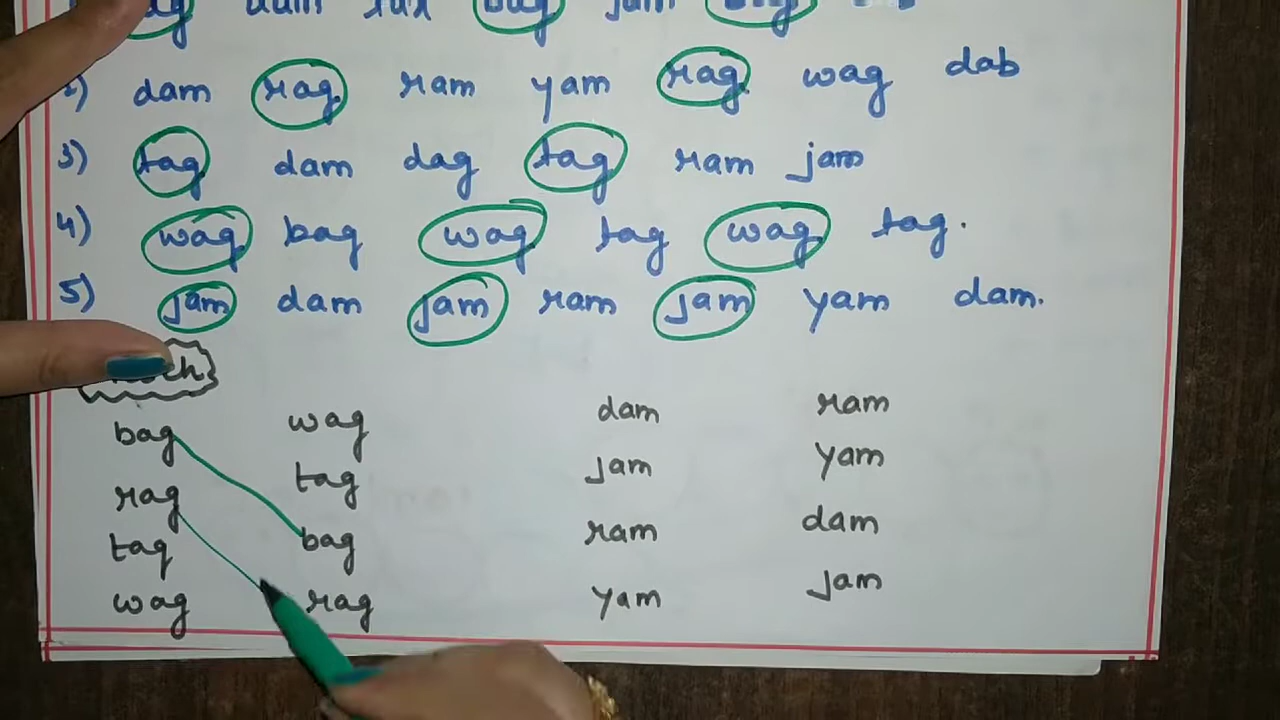 dam jam
2) dam rag ram yam rag wag dab
3) tag dam dag tag ram jam
4) wag bag wag tag wag tag.
5) jam dam jam ram jam yam dam.
bag wag dam ram
rag tag jam yam
tag bag ram dam
wag rag yam jam